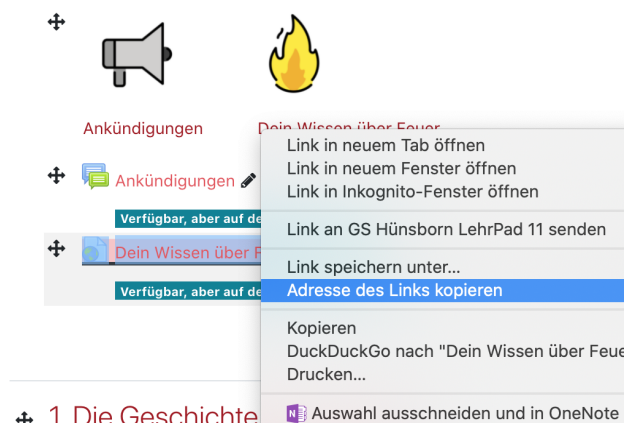 Ankündigungen
Dein Wissen über Feuer
Link in neuem Tab öffnen
Link in neuem Fenster öffnen
Link in Inkognito-Fenster öffnen
Ankündigungen
Verfügbar, aber auf de
Link an GS Hünsborn LehrPad 11 senden
Dein Wissen über F
Link speichern unter...
Verfügbar, aber auf de
Adresse des Links kopieren
Kopieren
DuckDuckGo nach "Dein Wissen über Feue
Drucken...
1 Die Geschichte
Auswahl ausschneiden und in OneNote